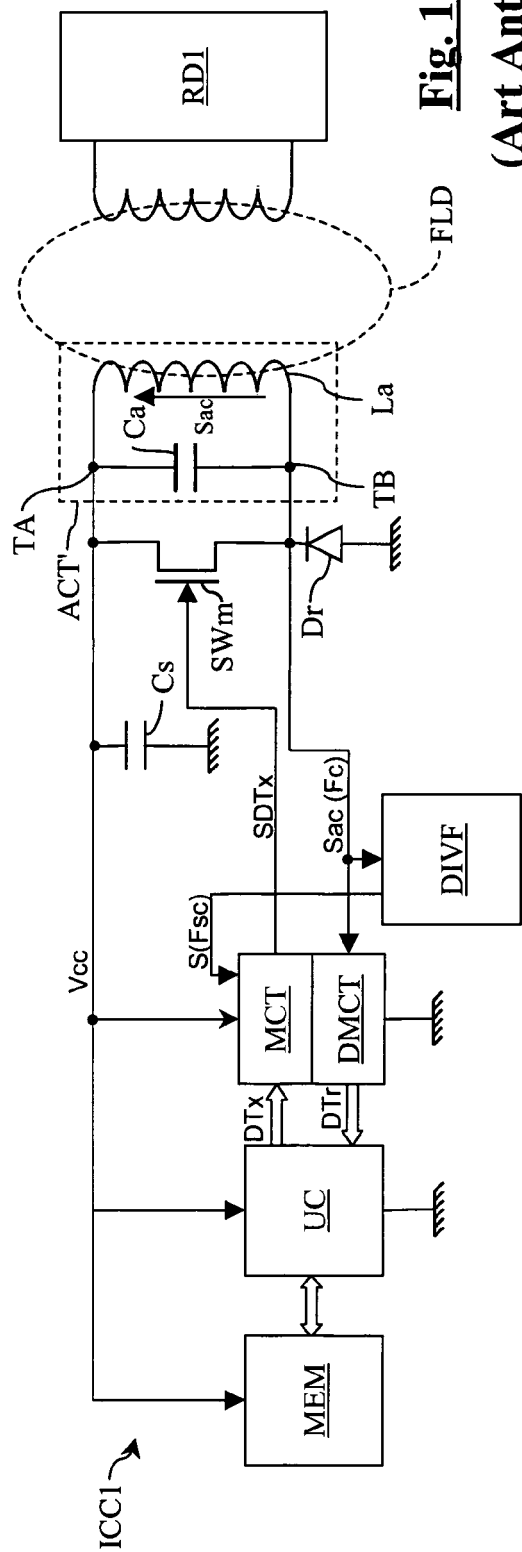 ICC1
MEM
UC
DTx
DTr
MCT
DMCT
S(Fsc)
DIVF
Vcc
SDTx
Sac (Fc)
Cs
SWm
Dr
ACT'
TA
TB
Ca
Sac
La
FLD
RD1
Fig. 1
(Art Ant